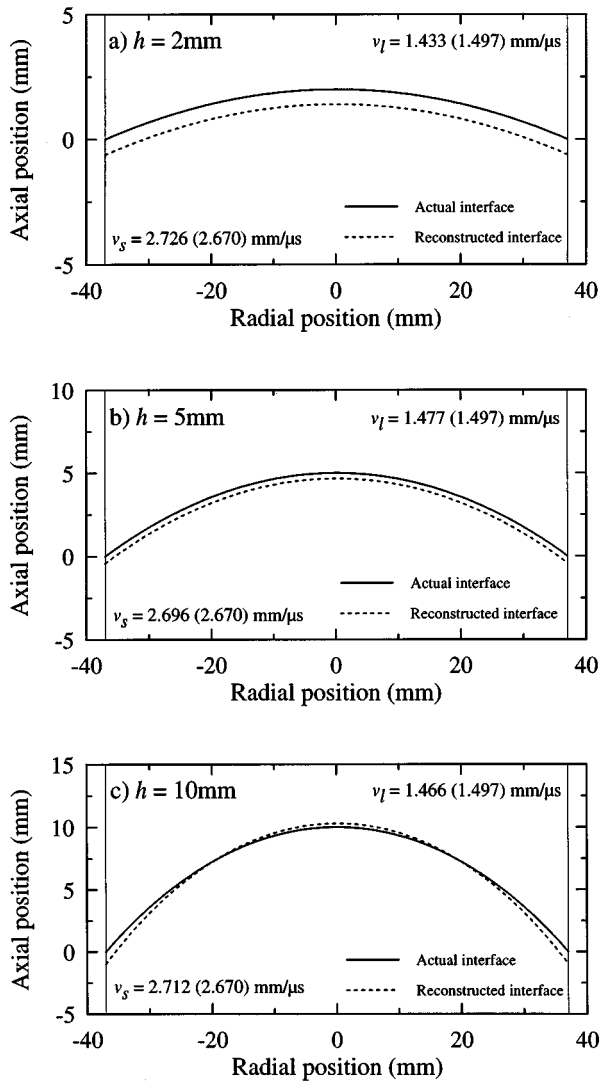 a) h = 2mm
v_l = 1.433 (1.497) mm/μs
Axial position (mm)
5
0
-5
Actual interface
Reconstructed interface
v_s = 2.726 (2.670) mm/μs
-40 -20 0 20 40
Radial position (mm)
b) h = 5mm
v_l = 1.477 (1.497) mm/μs
Axial position (mm)
10
5
0
-5
Actual interface
Reconstructed interface
v_s = 2.696 (2.670) mm/μs
-40 -20 0 20 40
Radial position (mm)
c) h = 10mm
v_l = 1.466 (1.497) mm/μs
Axial position (mm)
15
10
5
0
-5
Actual interface
Reconstructed interface
v_s = 2.712 (2.670) mm/μs
-40 -20 0 20 40
Radial position (mm)